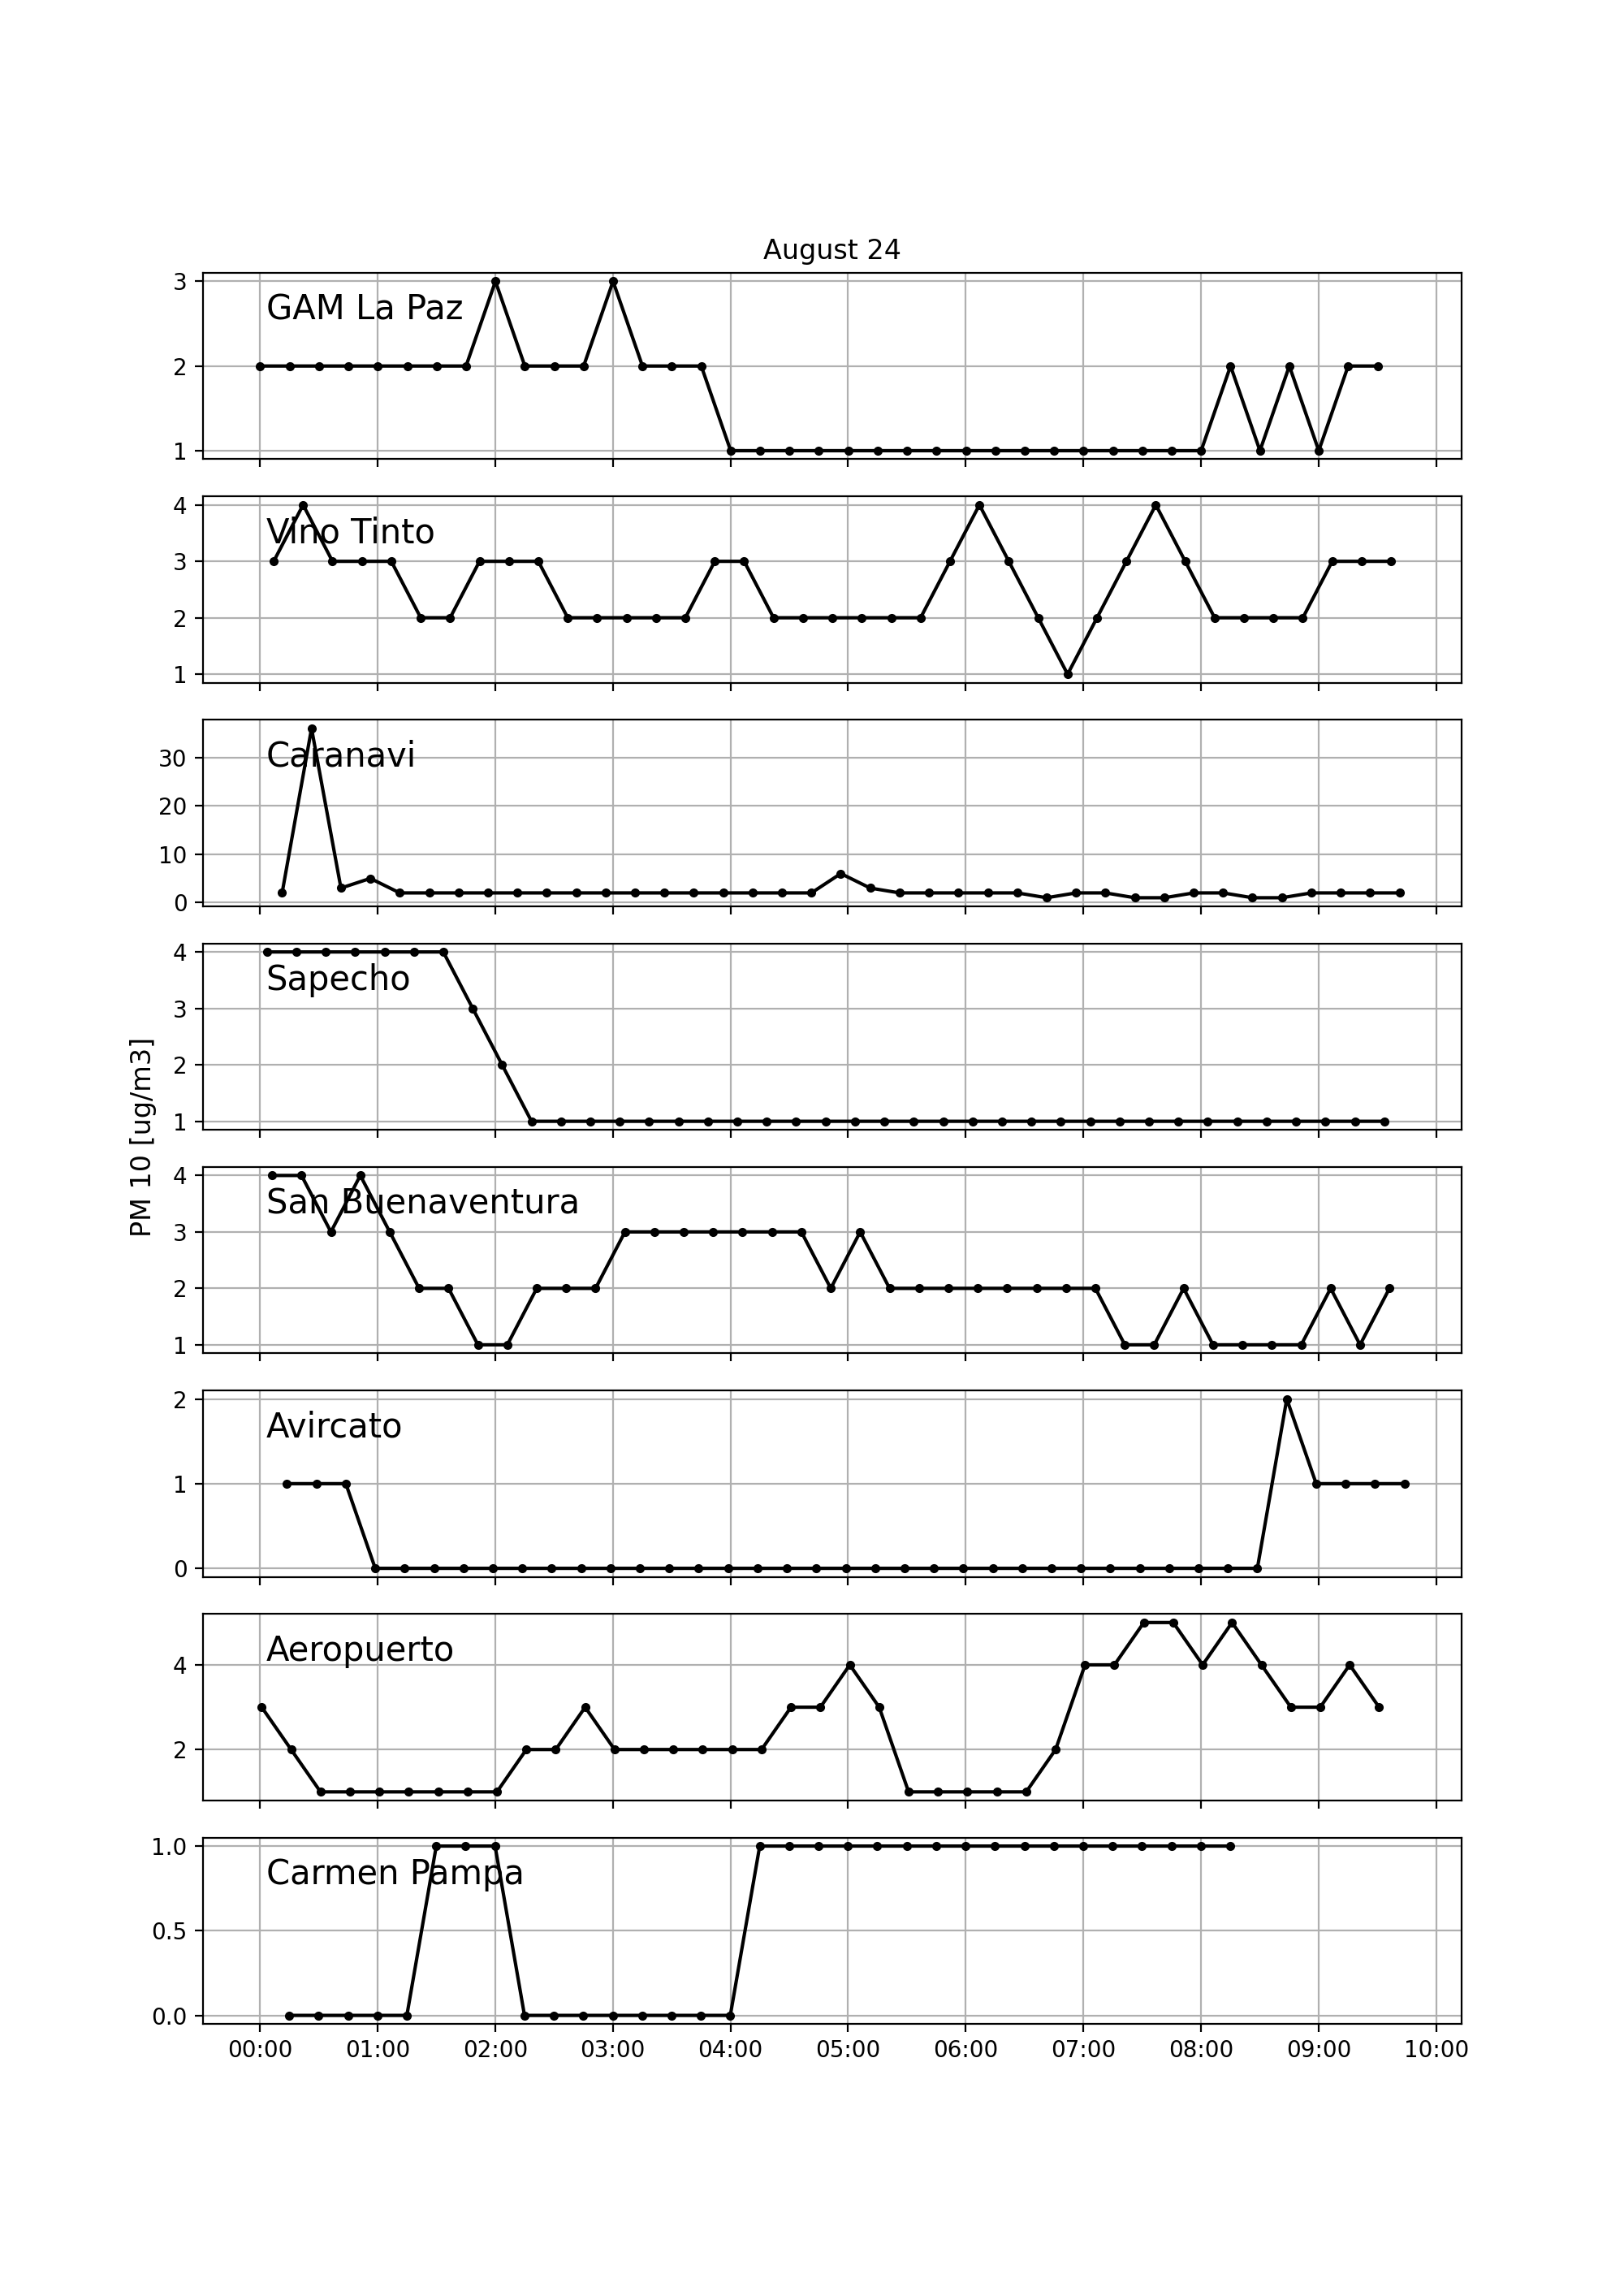 August 24
PM 10 [ug/m3]
3
GAM La Paz
2
1
4
Vino Tinto
3
2
1
Caranavi
30
20
10
0
4
Sapecho
3
2
1
4
San Buenaventura
3
2
1
2
Avircato
1
0
Aeropuerto
4
2
1.0
Carmen Pampa
0.5
0.0
00:00 01:00 02:00 03:00 04:00 05:00 06:00 07:00 08:00 09:00 10:00